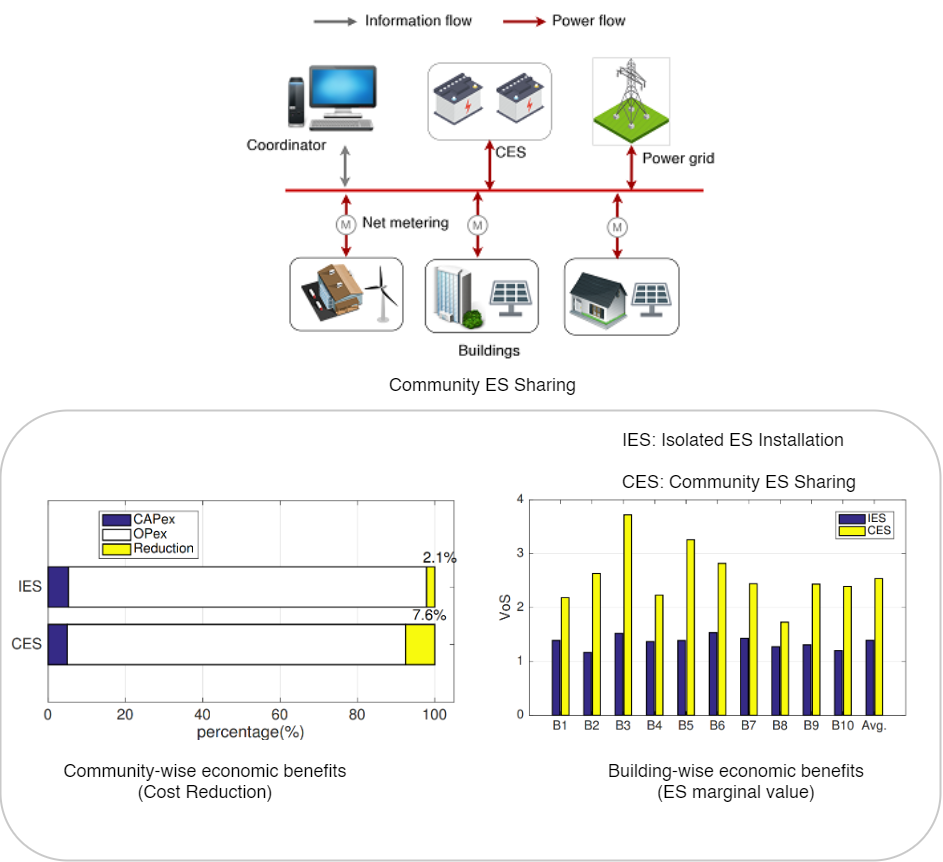 Information flow
Power flow
Coordinator
CES
Power grid
M
Net metering
M
M
Buildings
Community ES Sharing
IES: Isolated ES Installation
CES: Community ES Sharing
CAPex
OPex
Reduction
2.1%
IES
7.6%
CES
0 20 40 60 80 100
percentage(%)
Community-wise economic benefits
(Cost Reduction)
4
3
2
1
0
VoS
IES
CES
B1 B2 B3 B4 B5 B6 B7 B8 B9 B10 Avg.
Building-wise economic benefits
(ES marginal value)